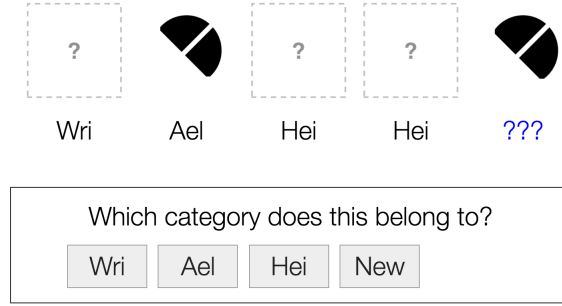 ? ? ?
Wri Ael Hei Hei ???
Which category does this belong to?
Wri Ael Hei New